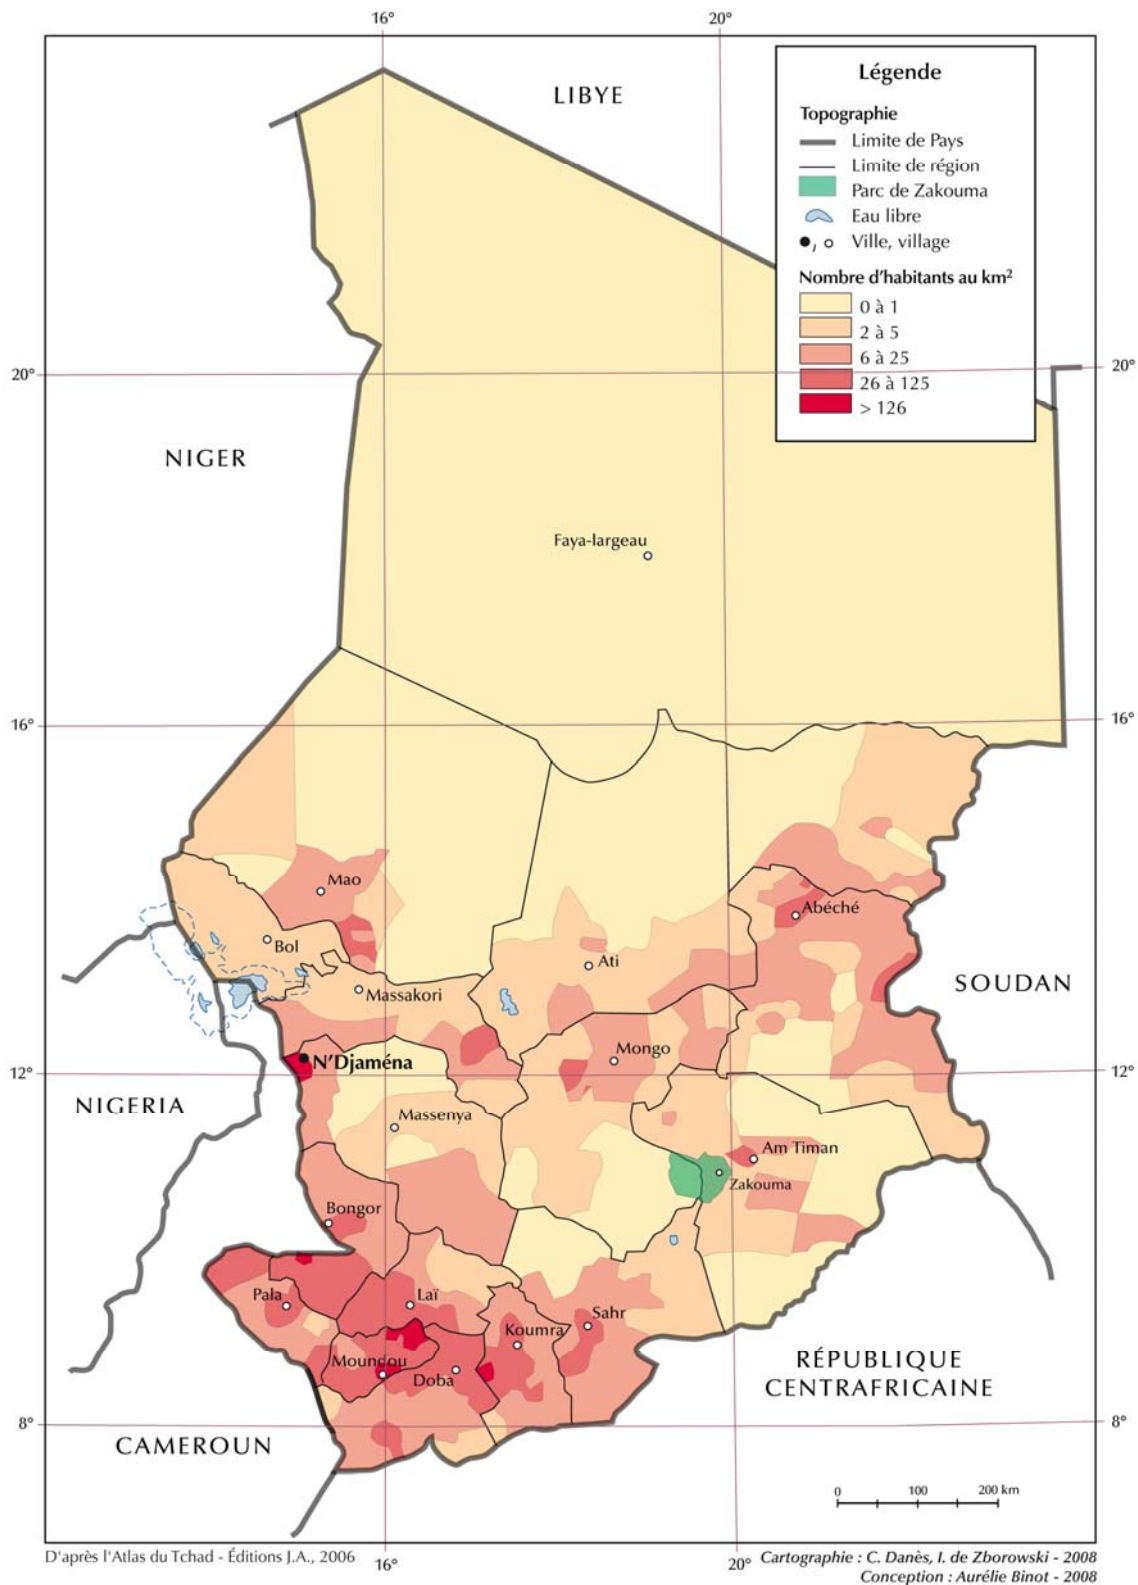 16°
20°
LIBYE
Légende
Topographie
Limite de Pays
Limite de région
Parc de Zakouma
Eau libre
Ville, village
Nombre d'habitants au km²
0 à 1
2 à 5
6 à 25
26 à 125
> 126
20°
20°
NIGER
Faya-largeau
16°
16°
Mao
Abéché
Bol
Ati
Massakori
SOUDAN
Mongo
N'Djaména
12°
12°
NIGERIA
Massenya
Am Timan
Zakouma
Bongor
Pala
Laï
Sahr
Koumra
Moundou
Doba
RÉPUBLIQUE
CENTRAFRICAINE
8°
8°
CAMEROUN
0 100 200 km
D'après l'Atlas du Tchad - Éditions J.A., 2006
16°
20°
Cartographie : C. Danès, I. de Zborowski - 2008
Conception : Aurélie Binot - 2008